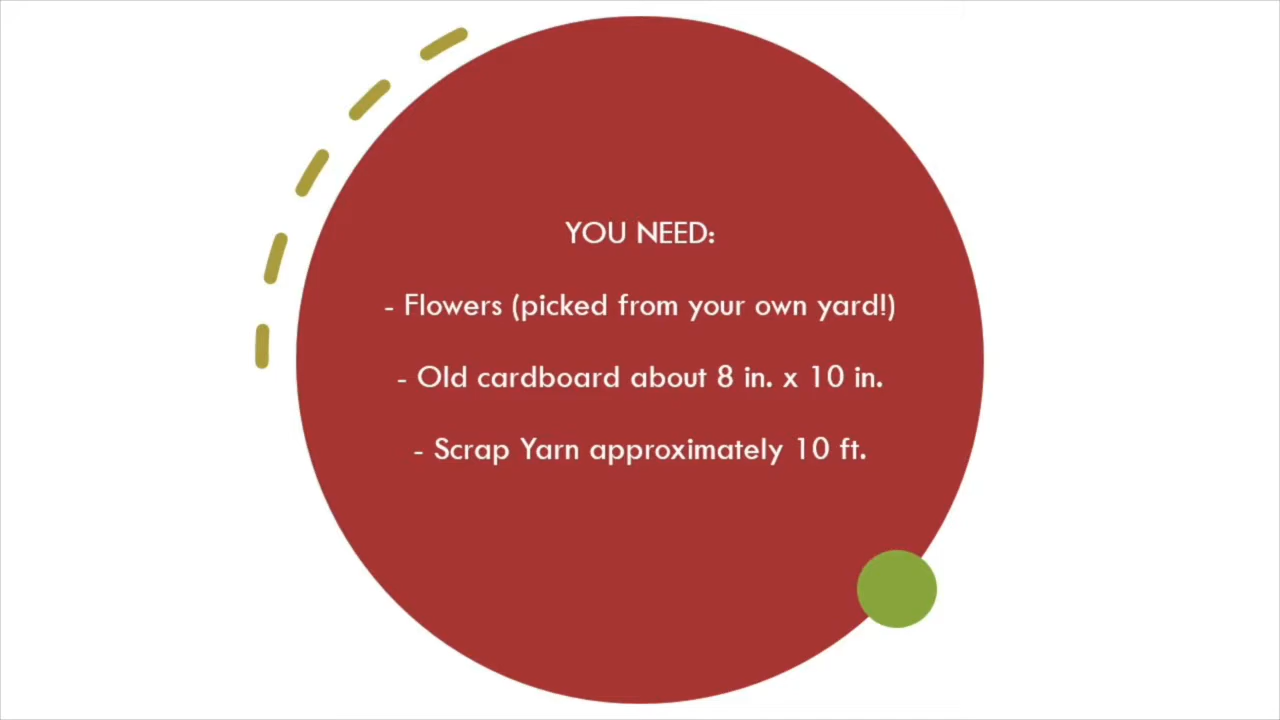 YOU NEED:
- Flowers (picked from your own yard!)
- Old cardboard about 8 in. x 10 in.
- Scrap Yarn approximately 10 ft.